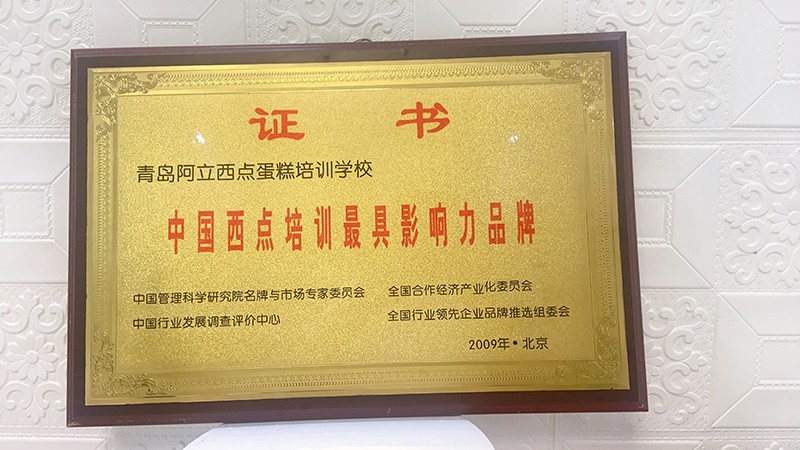 证 书
青岛阿立西点蛋糕培训学校
中国西点培训最具影响力品牌
中国管理科学研究院名牌与市场专家委员会 全国合作经济产业化委员会
中国行业发展调查评价中心 全国行业领先企业品牌推选组委会
2009年·北京